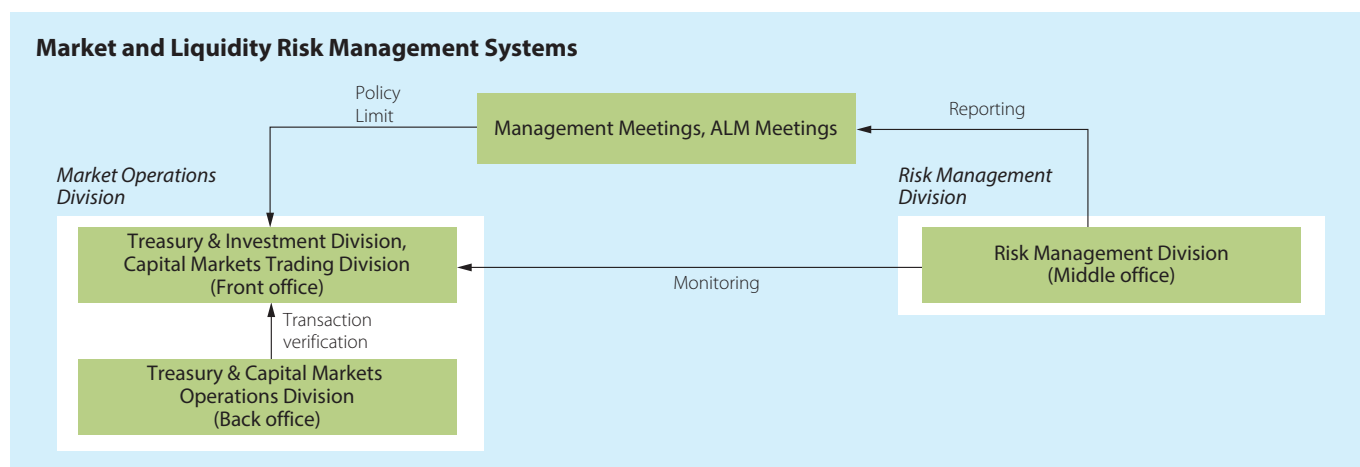 Market and Liquidity Risk Management Systems
Policy
Limit
Management Meetings, ALM Meetings
Reporting
Market Operations
Division
Risk Management
Division
Treasury & Investment Division,
Capital Markets Trading Division
(Front office)
Monitoring
Risk Management Division
(Middle office)
Transaction
verification
Treasury & Capital Markets
Operations Division
(Back office)